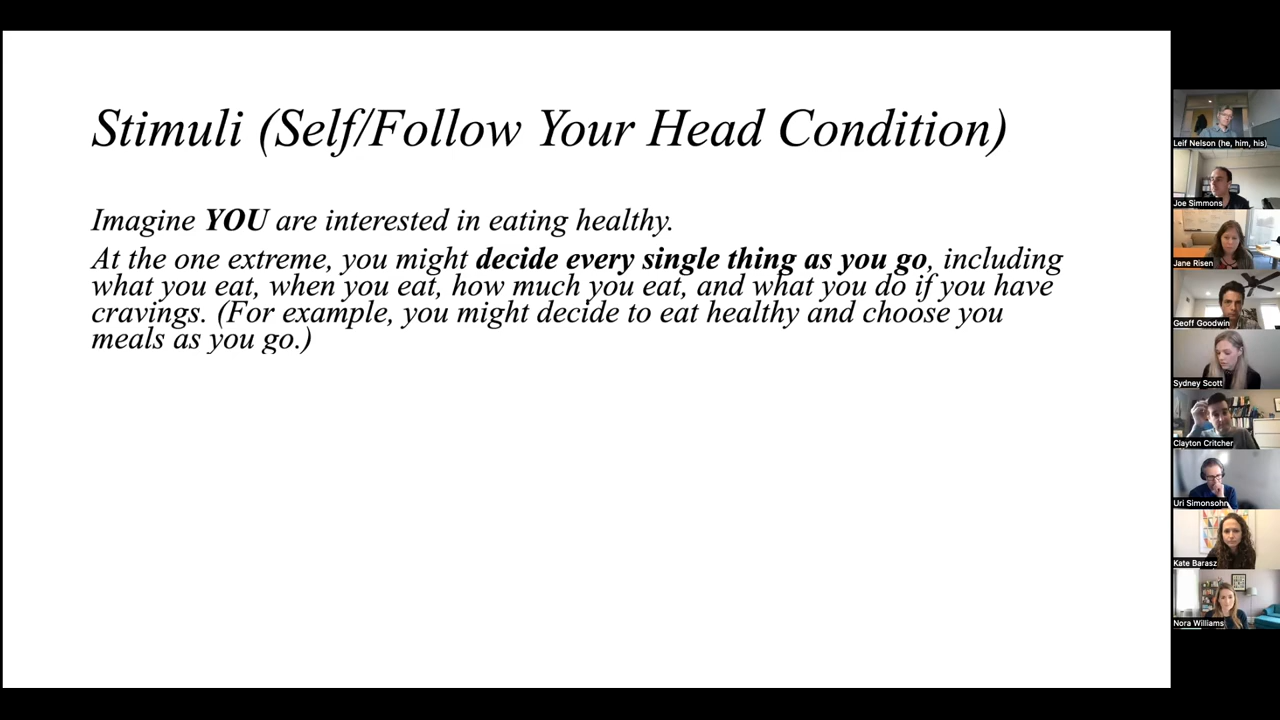 Stimuli (Self/Follow Your Head Condition)
Imagine YOU are interested in eating healthy.
At the one extreme, you might decide every single thing as you go, including
what you eat, when you eat, how much you eat, and what you do if you have
cravings. (For example, you might decide to eat healthy and choose you
meals as you go.)
Leif Nelson (he, him, his)
Joe Simmons
Jane Risen
Geoff Goodwin
Sydney Scott
Clayton Critcher
Uri Simonsohn
Kate Barasz
Nora Williams